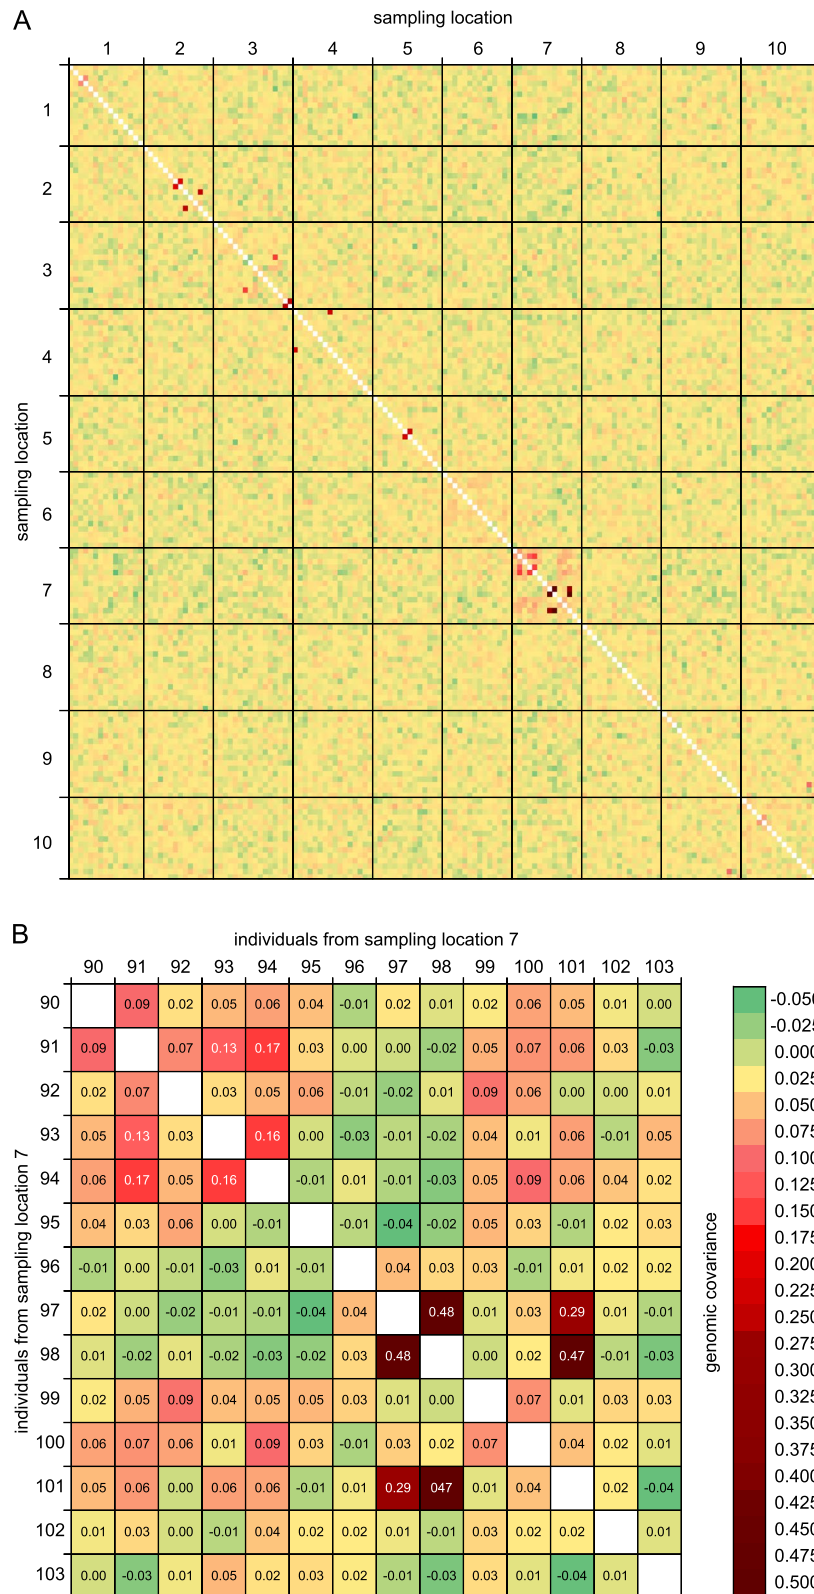 A
sampling location
1 2 3 4 5 6 7 8 9 10
sampling location
1
2
3
4
5
6
7
8
9
10
B
individuals from sampling location 7
90 91 92 93 94 95 96 97 98 99 100 101 102 103
individuals from sampling location 7
90 0.09 0.02 0.05 0.06 0.04 -0.01 0.02 0.01 0.02 0.06 0.05 0.01 0.00
91 0.09 0.07 0.13 0.17 0.03 0.00 0.00 -0.02 0.05 0.07 0.06 0.03 -0.03
92 0.02 0.07 0.03 0.05 0.06 -0.01 -0.02 0.01 0.09 0.06 0.00 0.00 0.01
93 0.05 0.13 0.03 0.16 0.00 -0.03 -0.01 -0.02 0.04 0.01 0.06 -0.01 0.05
94 0.06 0.17 0.05 0.16 -0.01 0.01 -0.01 -0.03 0.05 0.09 0.06 0.04 0.02
95 0.04 0.03 0.06 0.00 -0.01 -0.01 -0.04 -0.02 0.05 0.03 -0.01 0.02 0.03
96 -0.01 0.00 -0.01 -0.03 0.01 -0.01 0.04 0.03 0.03 -0.01 0.01 0.02 0.02
97 0.02 0.00 -0.02 -0.01 -0.01 -0.04 0.04 0.48 0.01 0.03 0.29 0.01 -0.01
98 0.01 -0.02 0.01 -0.02 -0.03 -0.02 0.03 0.48 0.00 0.02 0.47 -0.01 -0.03
99 0.02 0.05 0.09 0.04 0.05 0.05 0.03 0.01 0.00 0.07 0.01 0.03 0.03
100 0.06 0.07 0.06 0.01 0.09 0.03 -0.01 0.03 0.02 0.07 0.04 0.02 0.01
101 0.05 0.06 0.00 0.06 0.06 -0.01 0.01 0.29 047 0.01 0.04 0.02 -0.04
102 0.01 0.03 0.00 -0.01 0.04 0.02 0.02 0.01 -0.01 0.03 0.02 0.02 0.01
103 0.00 -0.03 0.01 0.05 0.02 0.03 0.02 -0.01 -0.03 0.03 0.01 -0.04 0.01
genomic covariance
-0.050
-0.025
0.000
0.025
0.050
0.075
0.100
0.125
0.150
0.175
0.200
0.225
0.250
0.275
0.300
0.325
0.350
0.375
0.400
0.425
0.450
0.475
0.500